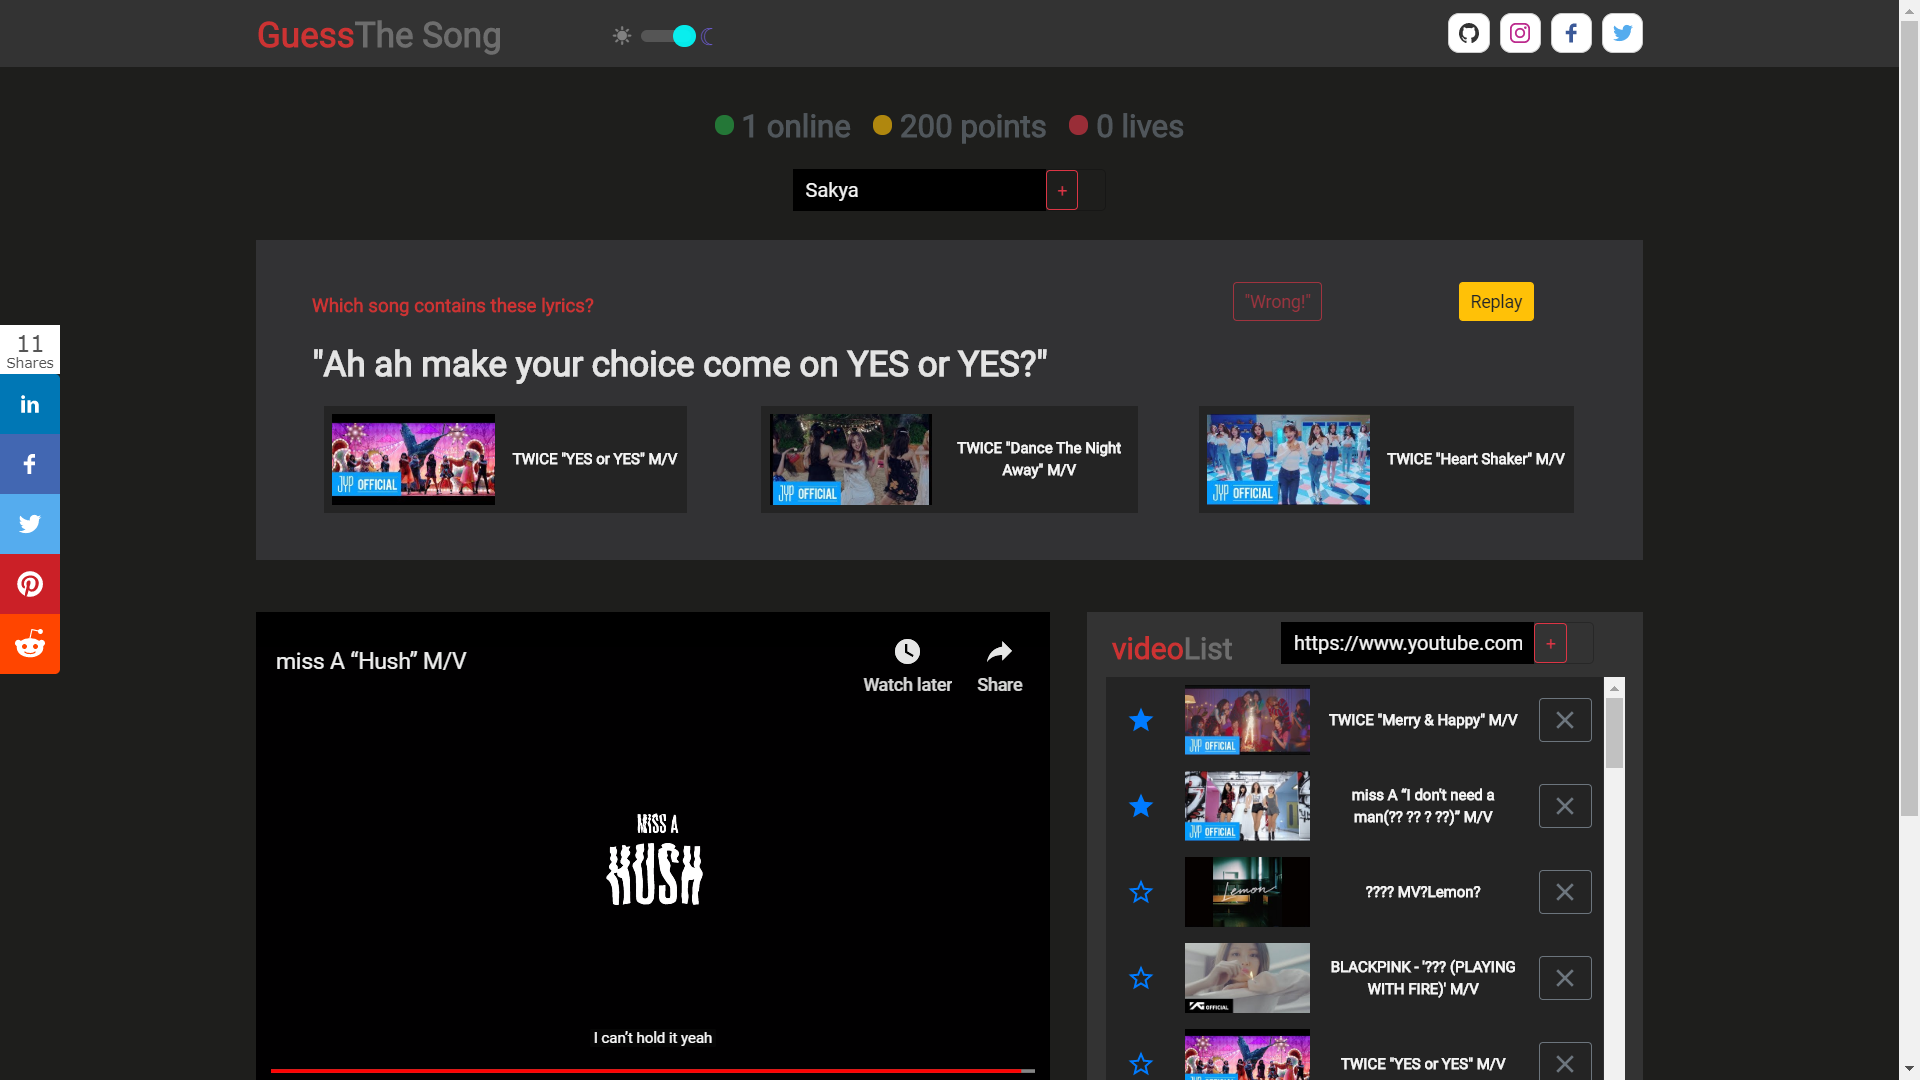 GuessThe Song
1 online 200 points 0 lives
Sakya +
Which song contains these lyrics? "Wrong!" Replay
"Ah ah make your choice come on YES or YES?"
JYP OFFICIAL
TWICE "YES or YES" M/V
JYP OFFICIAL
TWICE "Dance The Night
Away" M/V
JYP OFFICIAL
TWICE "Heart Shaker" M/V
11
Shares
in
miss A “Hush” M/V
Watch later
Share
MISS A
HUSH
I can’t hold it yeah
videoList
https://www.youtube.com +
JYP OFFICIAL
TWICE "Merry & Happy" M/V
JYP OFFICIAL
miss A “I don't need a
man(?? ?? ? ??)” M/V
Lemon
???? MV?Lemon?
YG OFFICIAL
BLACKPINK - '??? (PLAYING
WITH FIRE)' M/V
TWICE "YES or YES" M/V